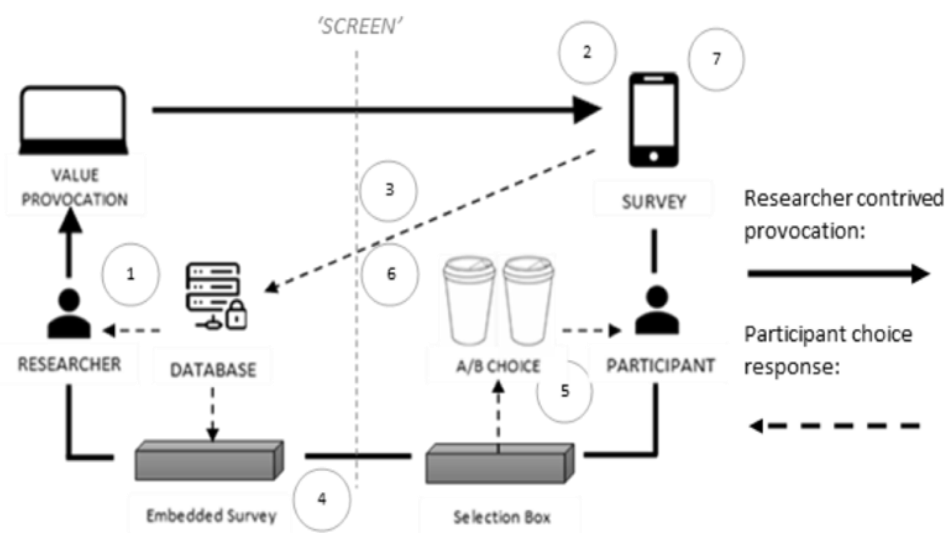 'SCREEN'
2
7
VALUE
PROVOCATION
3
SURVEY
Researcher contrived
provocation:
1
6
RESEARCHER
DATABASE
A/B CHOICE
PARTICIPANT
Participant choice
response:
5
4
Embedded Survey
Selection Box